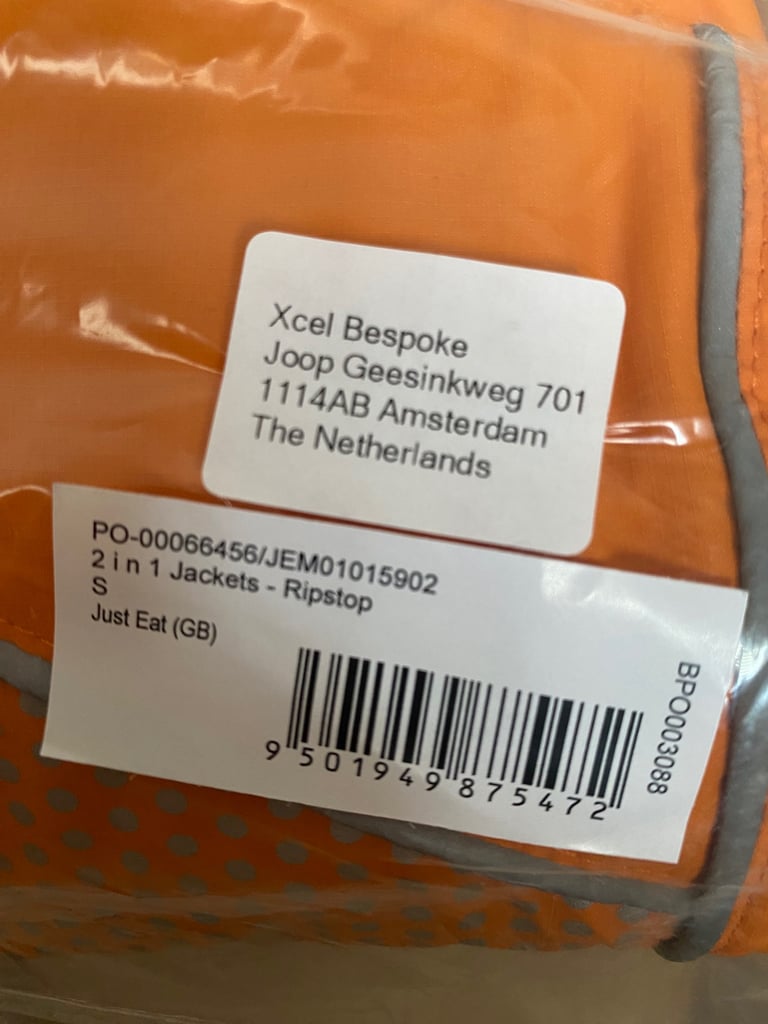 Xcel Bespoke
Joop Geesinkweg 701
1114AB Amsterdam
The Netherlands
PO-00066456/JEM01015902
2 i n 1 Jackets - Ripstop
S
Just Eat (GB)
9 501949 875472
BPO003088